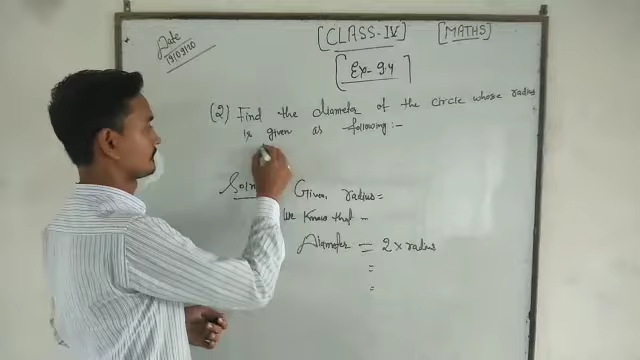 Date
19/09/20
[CLASS-IV]
[MATHS]
[Ex-9.4]
(2) Find the diameter of the circle whose radius
is given as following:-
Soln
Given, radius=
We know that -
Diameter = 2 × radius
=
=